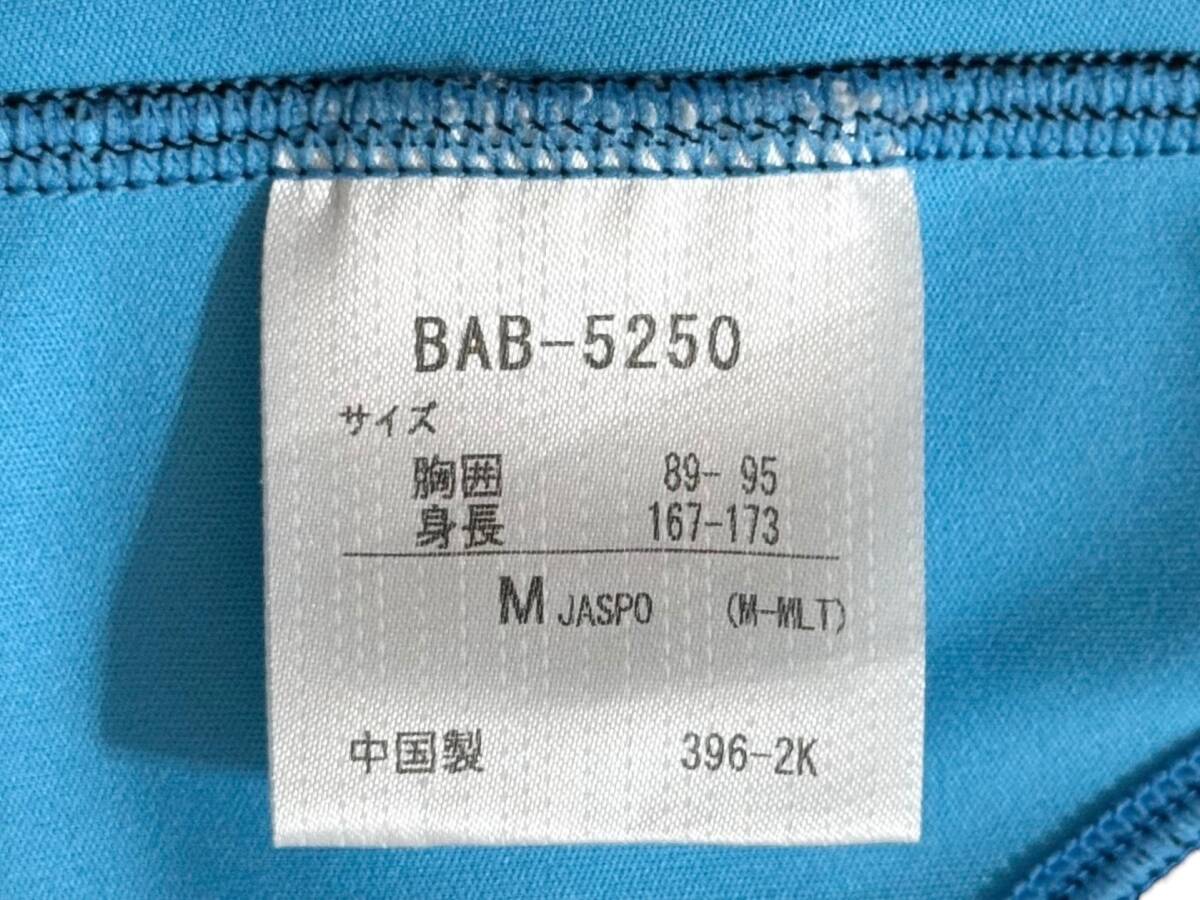 BAB-5250
サイズ
胸囲 89- 95
身長 167-173
M JASPO (M-MLT)
中国製 396-2K